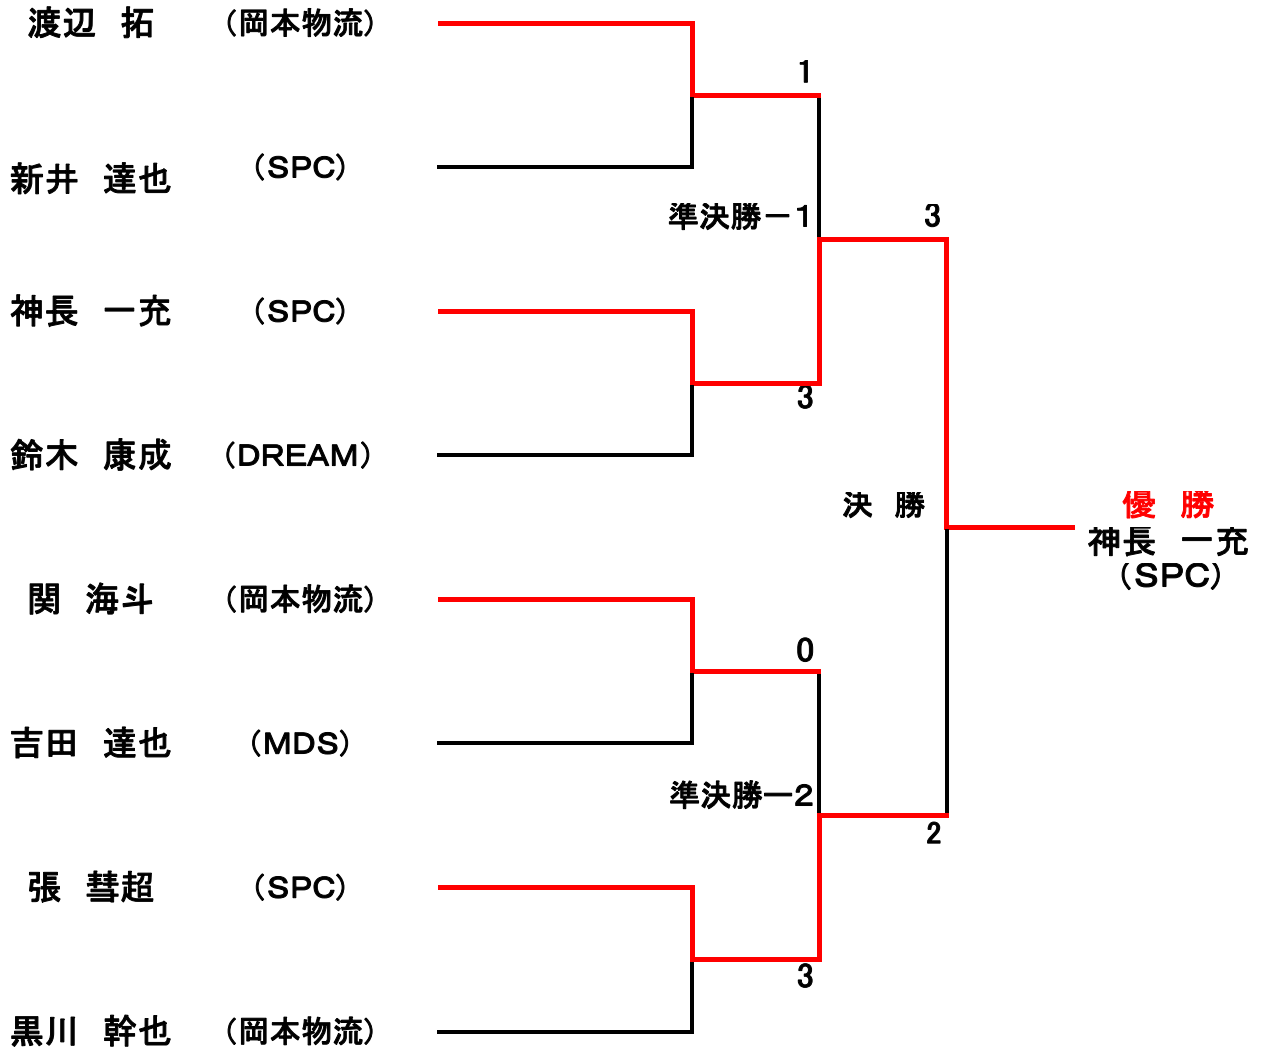 渡辺 拓 (岡本物流)
1
新井 達也 (SPC)
準決勝－1
3
神長 一充 (SPC)
3
鈴木 康成 (DREAM)
決 勝
優 勝
神長 一充
(SPC)
関 海斗 (岡本物流)
0
吉田 達也 (MDS)
準決勝－2
2
張 彗超 (SPC)
3
黒川 幹也 (岡本物流)